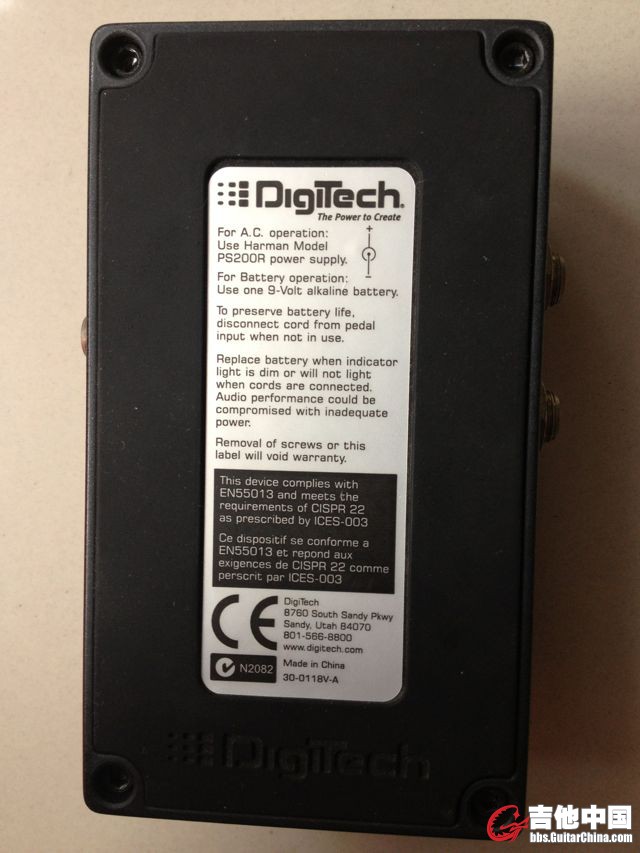 DigiTech®
The Power to Create
For A.C. operation:
Use Harman Model
PS200R power supply.
+
-
For Battery operation:
Use one 9-Volt alkaline battery.
To preserve battery life,
disconnect cord from pedal
input when not in use.
Replace battery when indicator
light is dim or will not light
when cords are connected.
Audio performance could be
compromised with inadequate
power.
Removal of screws or this
label will void warranty.
This device complies with
EN55013 and meets the
requirements of CISPR 22
as prescribed by ICES-003
Ce dispositif se conforme a
EN55013 et repond aux
exigences de CISPR 22 comme
perscrit par ICES-003
CE
DigiTech
8760 South Sandy Pkwy
Sandy, Utah 84070
801-566-8800
www.digitech.com
N2082
Made in China
30-0118V-A
DigiTech
吉他中国
bbs.GuitarChina.com